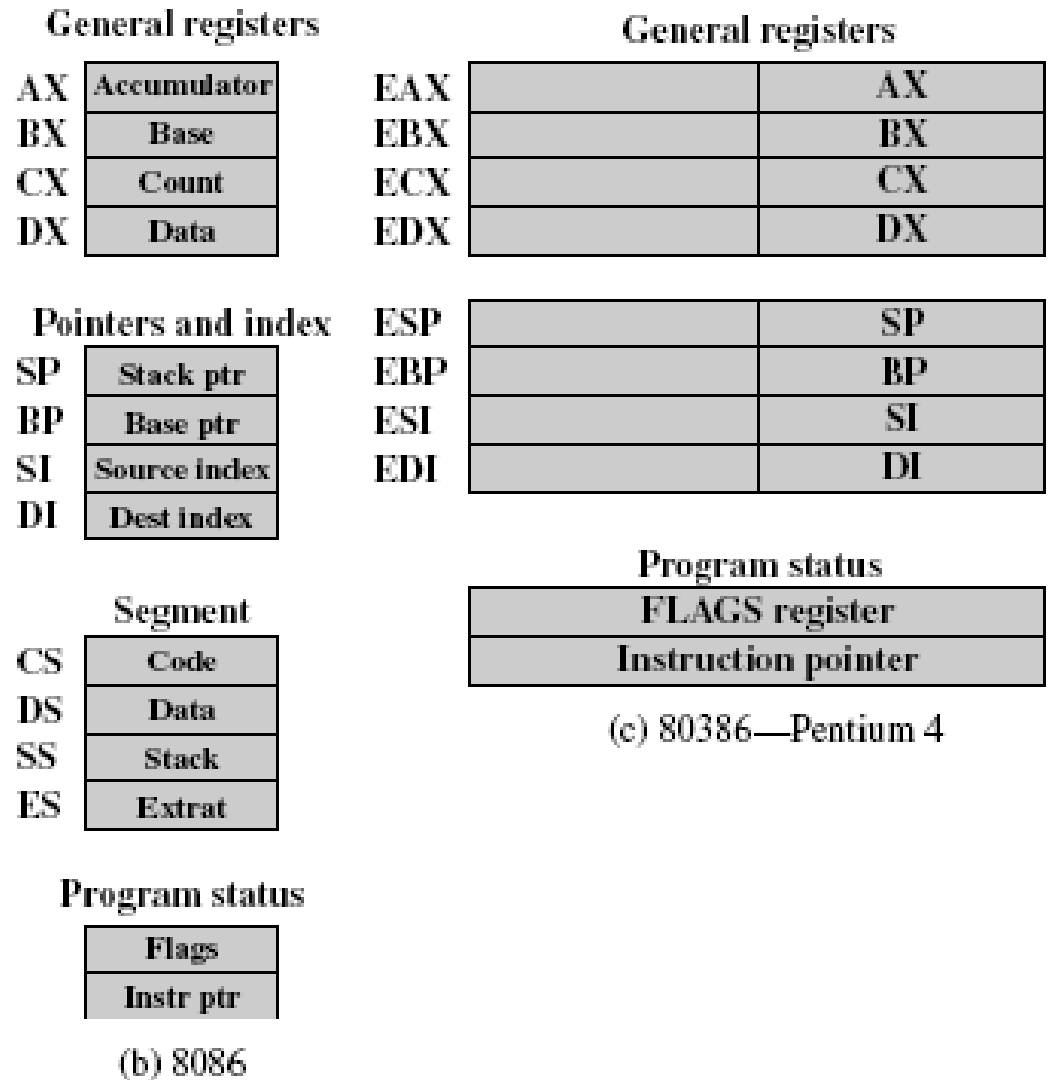 General registers
AX Accumulator
BX Base
CX Count
DX Data
Pointers and index
SP Stack ptr
BP Base ptr
SI Source index
DI Dest index
Segment
CS Code
DS Data
SS Stack
ES Extrat
Program status
Flags
Instr ptr
(b) 8086
General registers
EAX AX
EBX BX
ECX CX
EDX DX
ESP SP
EBP BP
ESI SI
EDI DI
Program status
FLAGS register
Instruction pointer
(c) 80386—Pentium 4